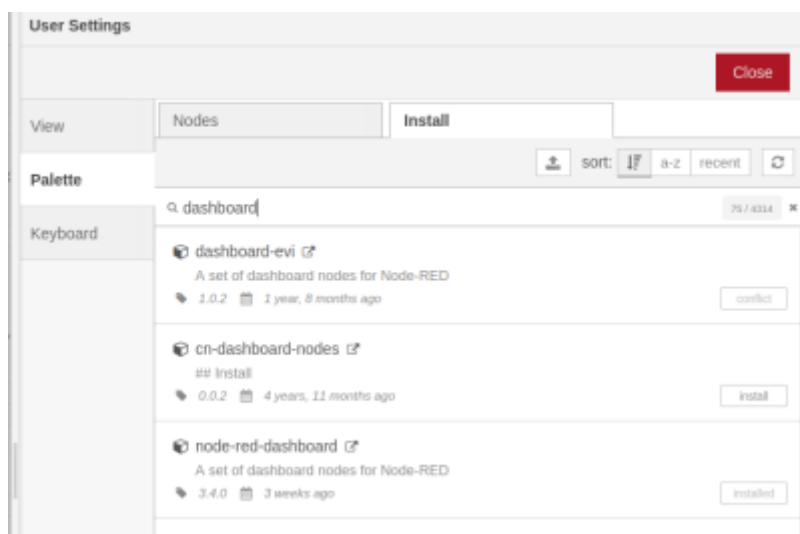 User Settings
Close
View
Palette
Keyboard
Nodes
Install
sort: a-z recent
dashboard
75 / 4314
dashboard-evi
A set of dashboard nodes for Node-RED
1.0.2 1 year, 8 months ago
conflict
cn-dashboard-nodes
## Install
0.0.2 4 years, 11 months ago
install
node-red-dashboard
A set of dashboard nodes for Node-RED
3.4.0 3 weeks ago
installed